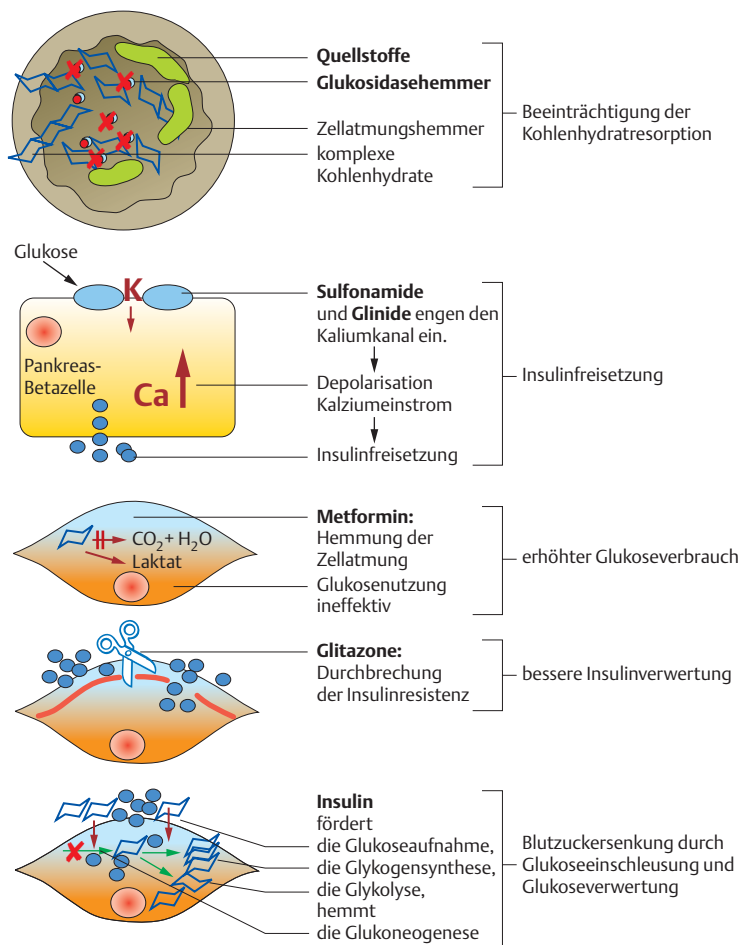 Quellstoffe
Glukosidasehemmer
Zellatmungshemmer
komplexe
Kohlenhydrate
Beeinträchtigung der
Kohlenhydratresorption
Glukose
K
Pankreas-
Betazelle
Ca
Sulfonamide
und Glinide engen den
Kaliumkanal ein.
Depolarisation
Kalziumeinstrom
Insulinfreisetzung
Insulinfreisetzung
CO₂ + H₂O
Laktat
Metformin:
Hemmung der
Zellatmung
Glukosenutzung
ineffektiv
erhöhter Glukoseverbrauch
Glitazone:
Durchbrechung
der Insulinresistenz
bessere Insulinverwertung
Insulin
fördert
die Glukoseaufnahme,
die Glykogensynthese,
die Glykolyse,
hemmt
die Glukoneogenese
Blutzuckersenkung durch
Glukoseeinschleusung und
Glukoseverwertung